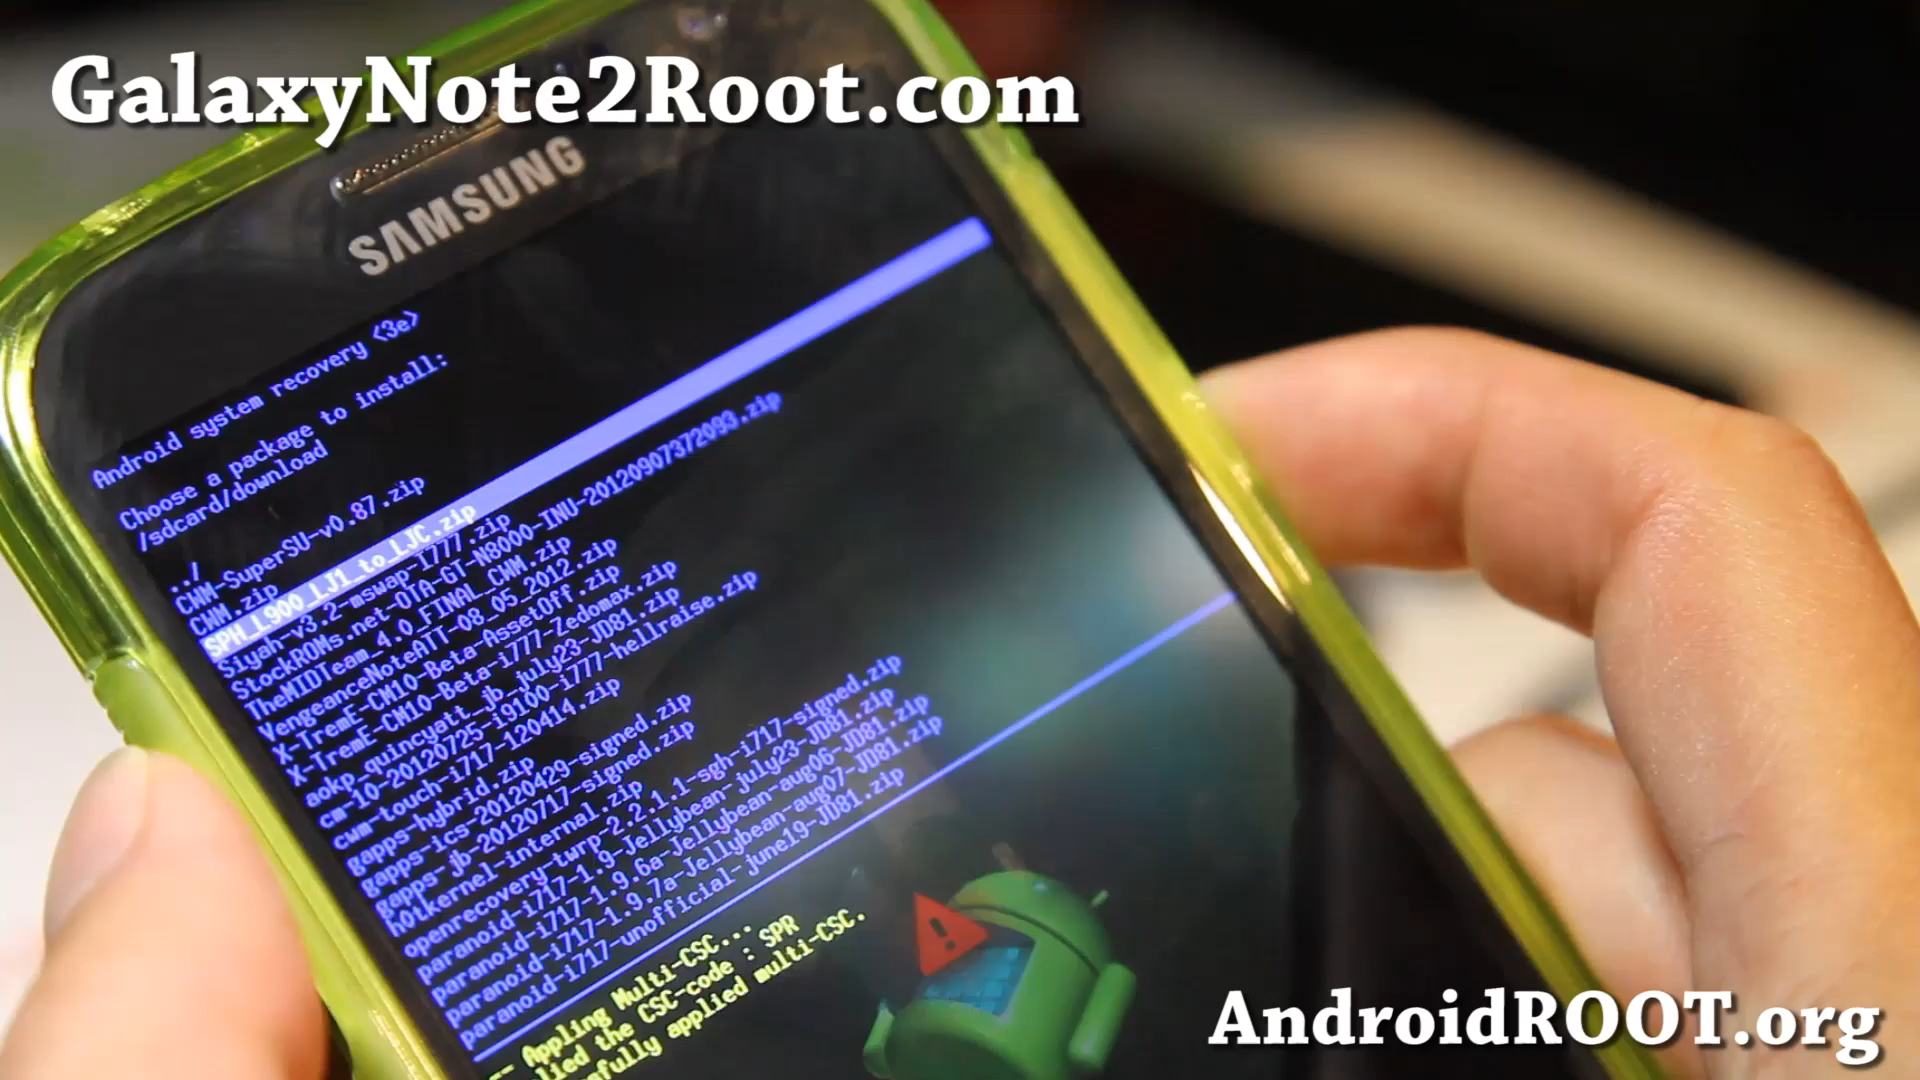 GalaxyNote2Root.com
SAMSUNG
Android system recovery <3e>
Choose a package to install:
/sdcard/download
../
CWM-SuperSU-v0.87.zip
CWM.zip
SPH_L900_LJ1_to_LJC.zip
Siyah-v3.2-mswap-I777.zip
StockROMs.net-OTA-GT-N8000-INU-20120907372093.zip
TheMIDTeam_4.0_FINAL_CWM.zip
VengeanceNoteATT-08_05_2012.zip
X-TremE-CM10-Beta-AssetOff.zip
X-TremE-CM10-Beta-i777-Zedomax.zip
aokp_quincyatt_jb_july23-JD81.zip
cm-10-20120725-i9100-i777-hellraise.zip
cwm-touch-i717-120414.zip
gapps-hybrid.zip
gapps-ics-20120429-signed.zip
gapps-jb-20120717-signed.zip
h0tkernel-internal.zip
openrecovery-twrp-2.2.1.1-sgh-i717-signed.zip
paranoid-i717-1.9-Jellybean-july23-JD81.zip
paranoid-i717-1.9.6a-Jellybean-aug06-JD81.zip
paranoid-i717-1.9.7a-Jellybean-aug07-JD81.zip
paranoid-i717-unofficial-june19-JD81.zip
-- Appling Multi-CSC...
lied the CSC-code : SPR
sfully applied multi-CSC.
AndroidROOT.org